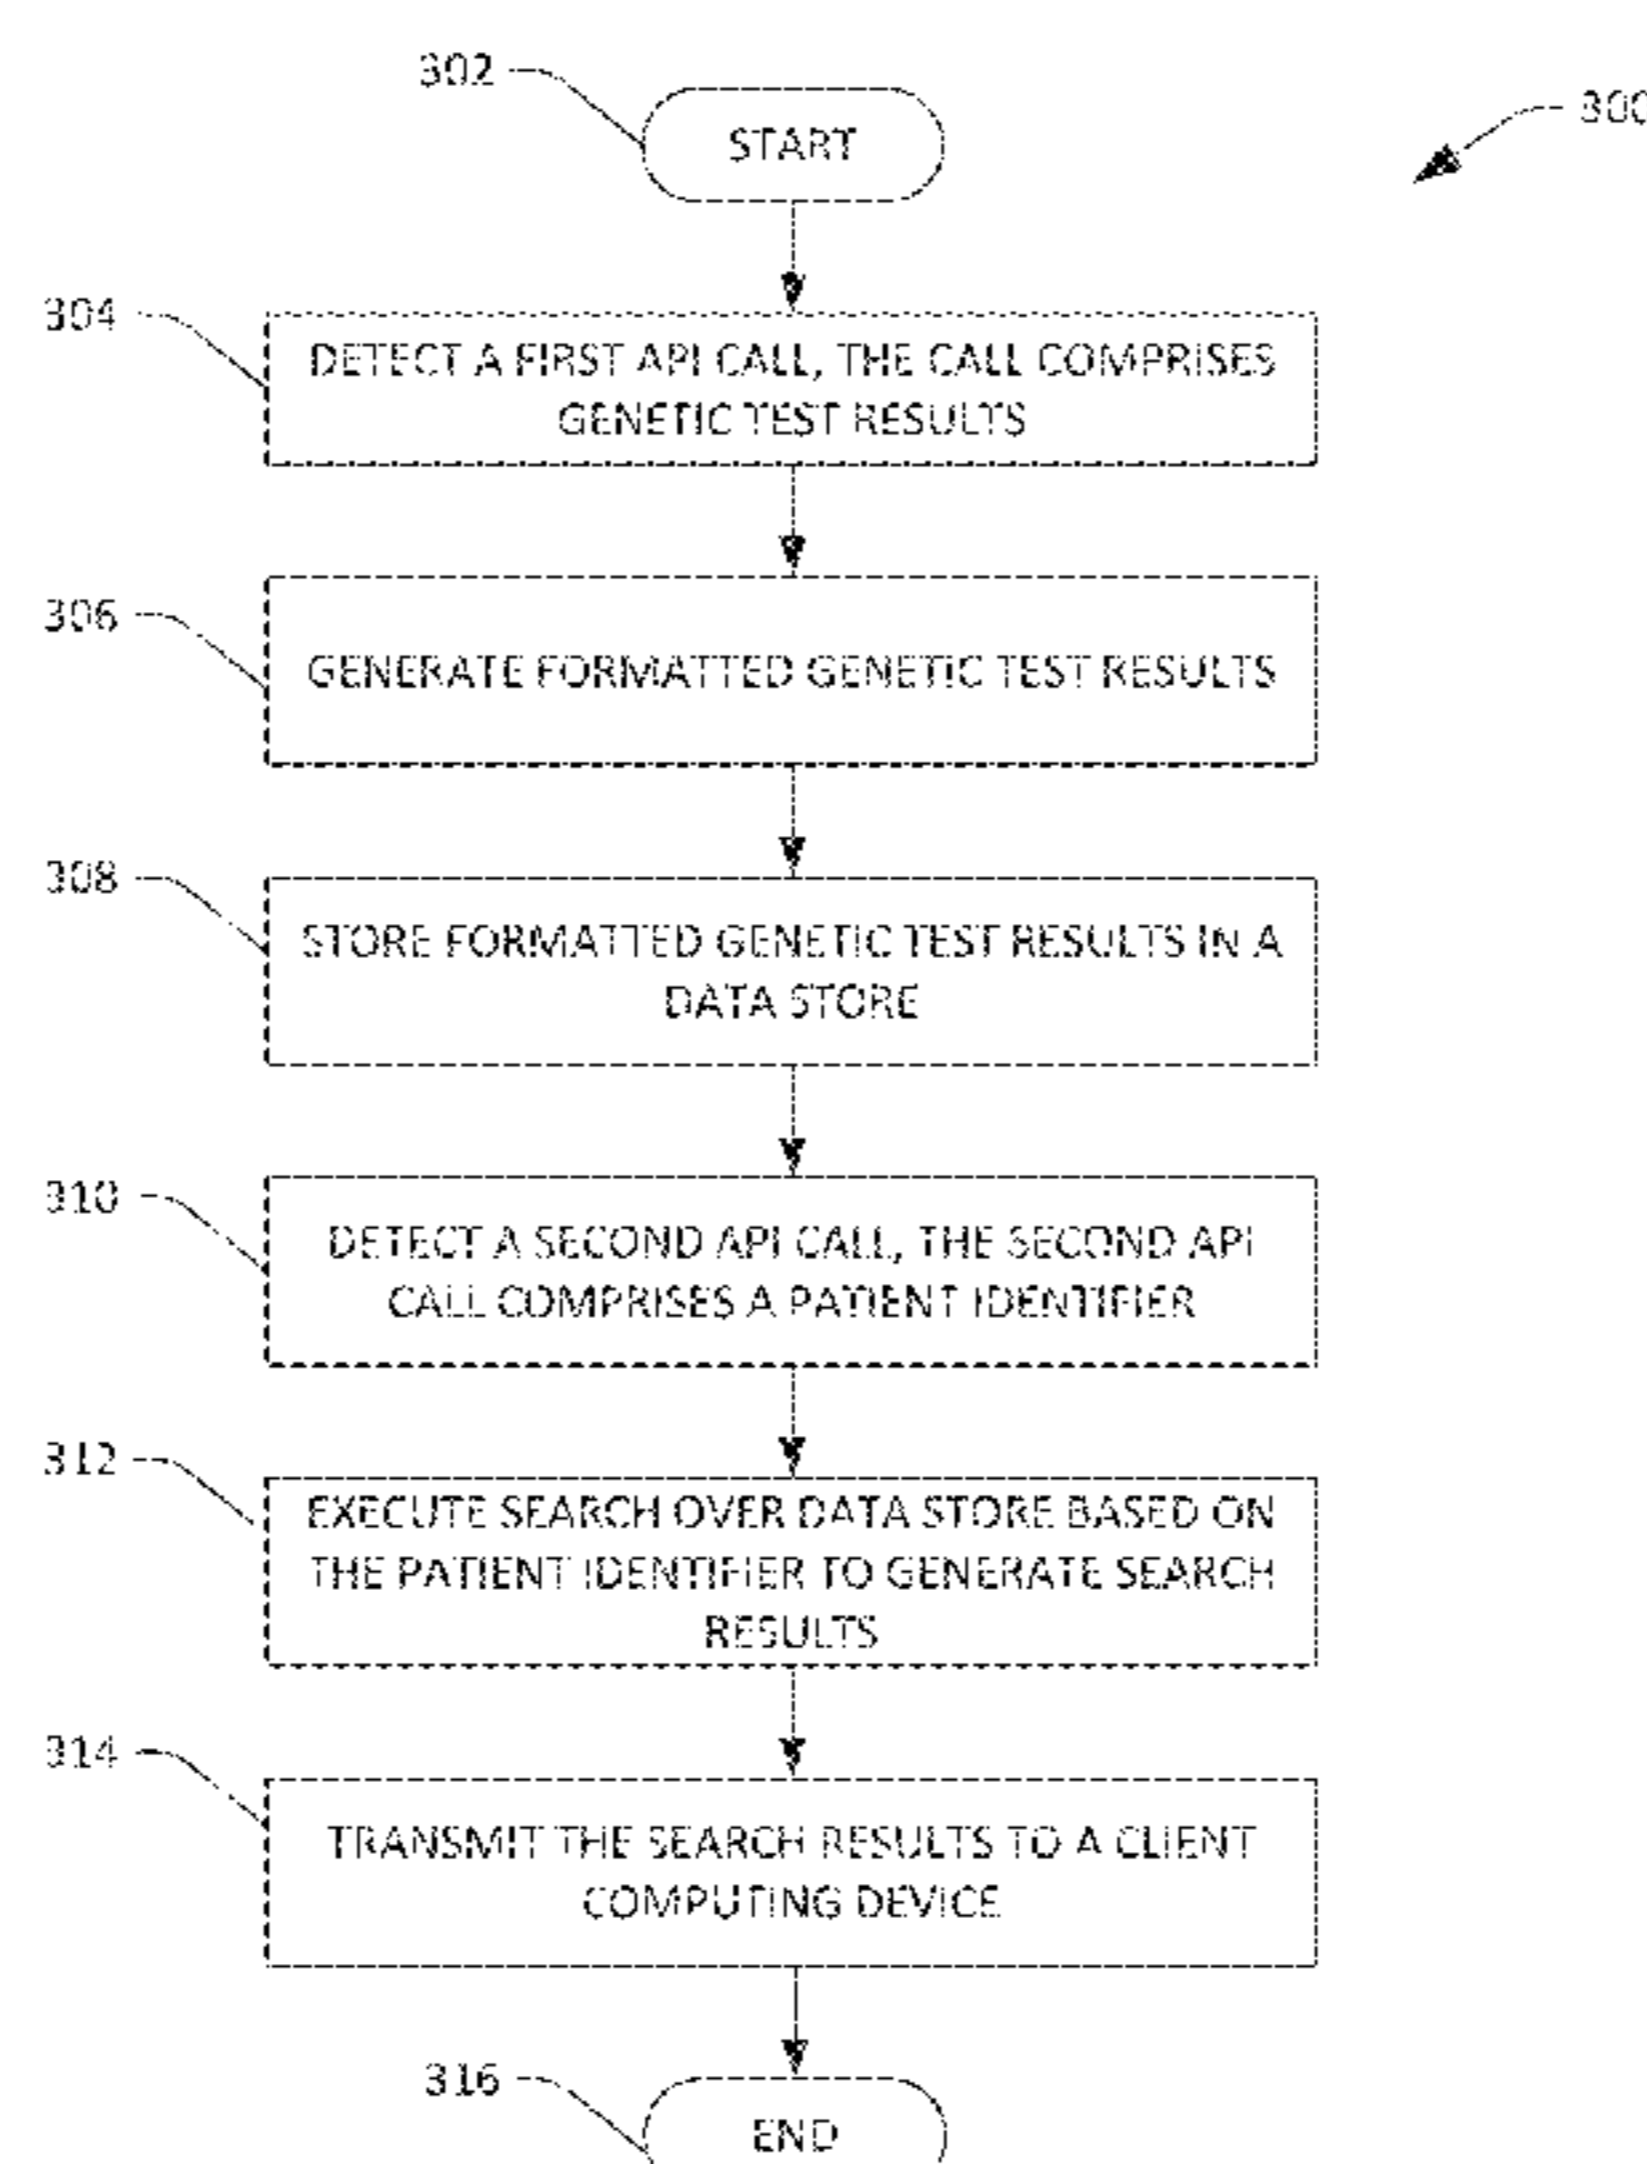 302
START
300
304
DETECT A FIRST API CALL, THE CALL COMPRISES
GENETIC TEST RESULTS
306
GENERATE FORMATTED GENETIC TEST RESULTS
308
STORE FORMATTED GENETIC TEST RESULTS IN A
DATA STORE
310
DETECT A SECOND API CALL, THE SECOND API
CALL COMPRISES A PATIENT IDENTIFIER
312
EXECUTE SEARCH OVER DATA STORE BASED ON
THE PATIENT IDENTIFIER TO GENERATE SEARCH
RESULTS
314
TRANSMIT THE SEARCH RESULTS TO A CLIENT
COMPUTING DEVICE
316
END